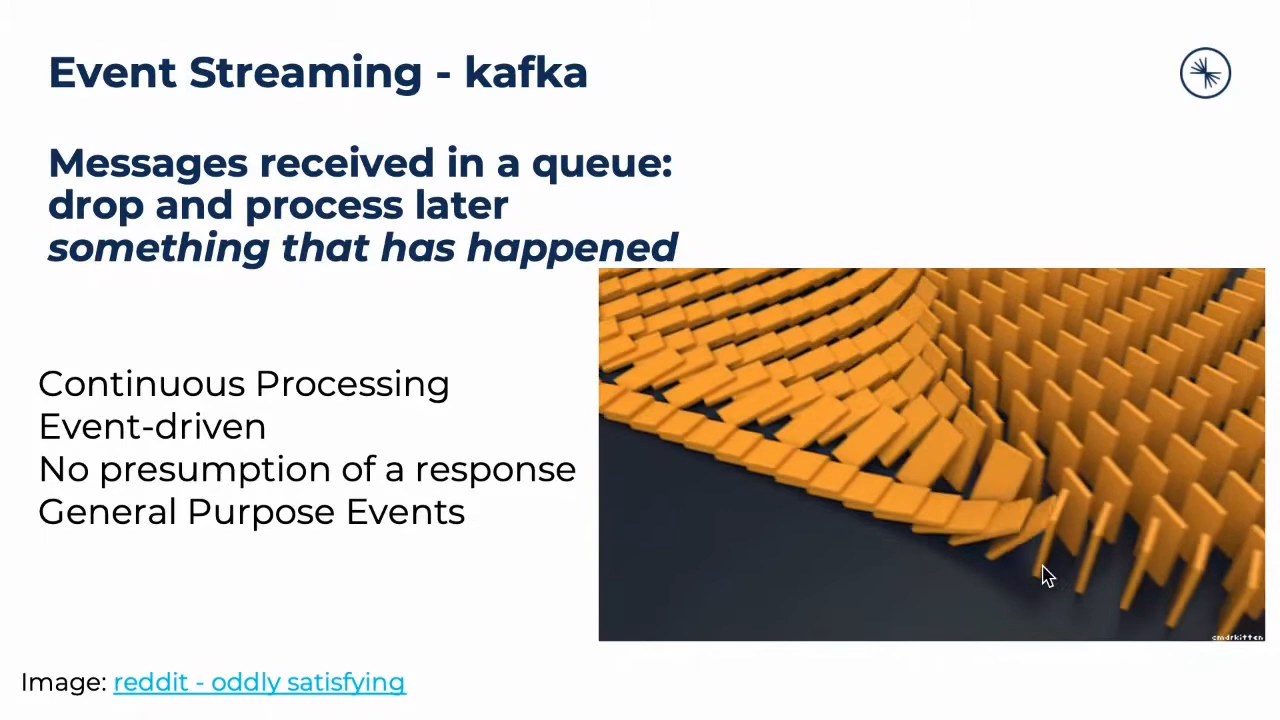 Event Streaming - kafka
Messages received in a queue:
drop and process later
something that has happened
Continuous Processing
Event-driven
No presumption of a response
General Purpose Events
cmdrkitten
Image: reddit - oddly satisfying